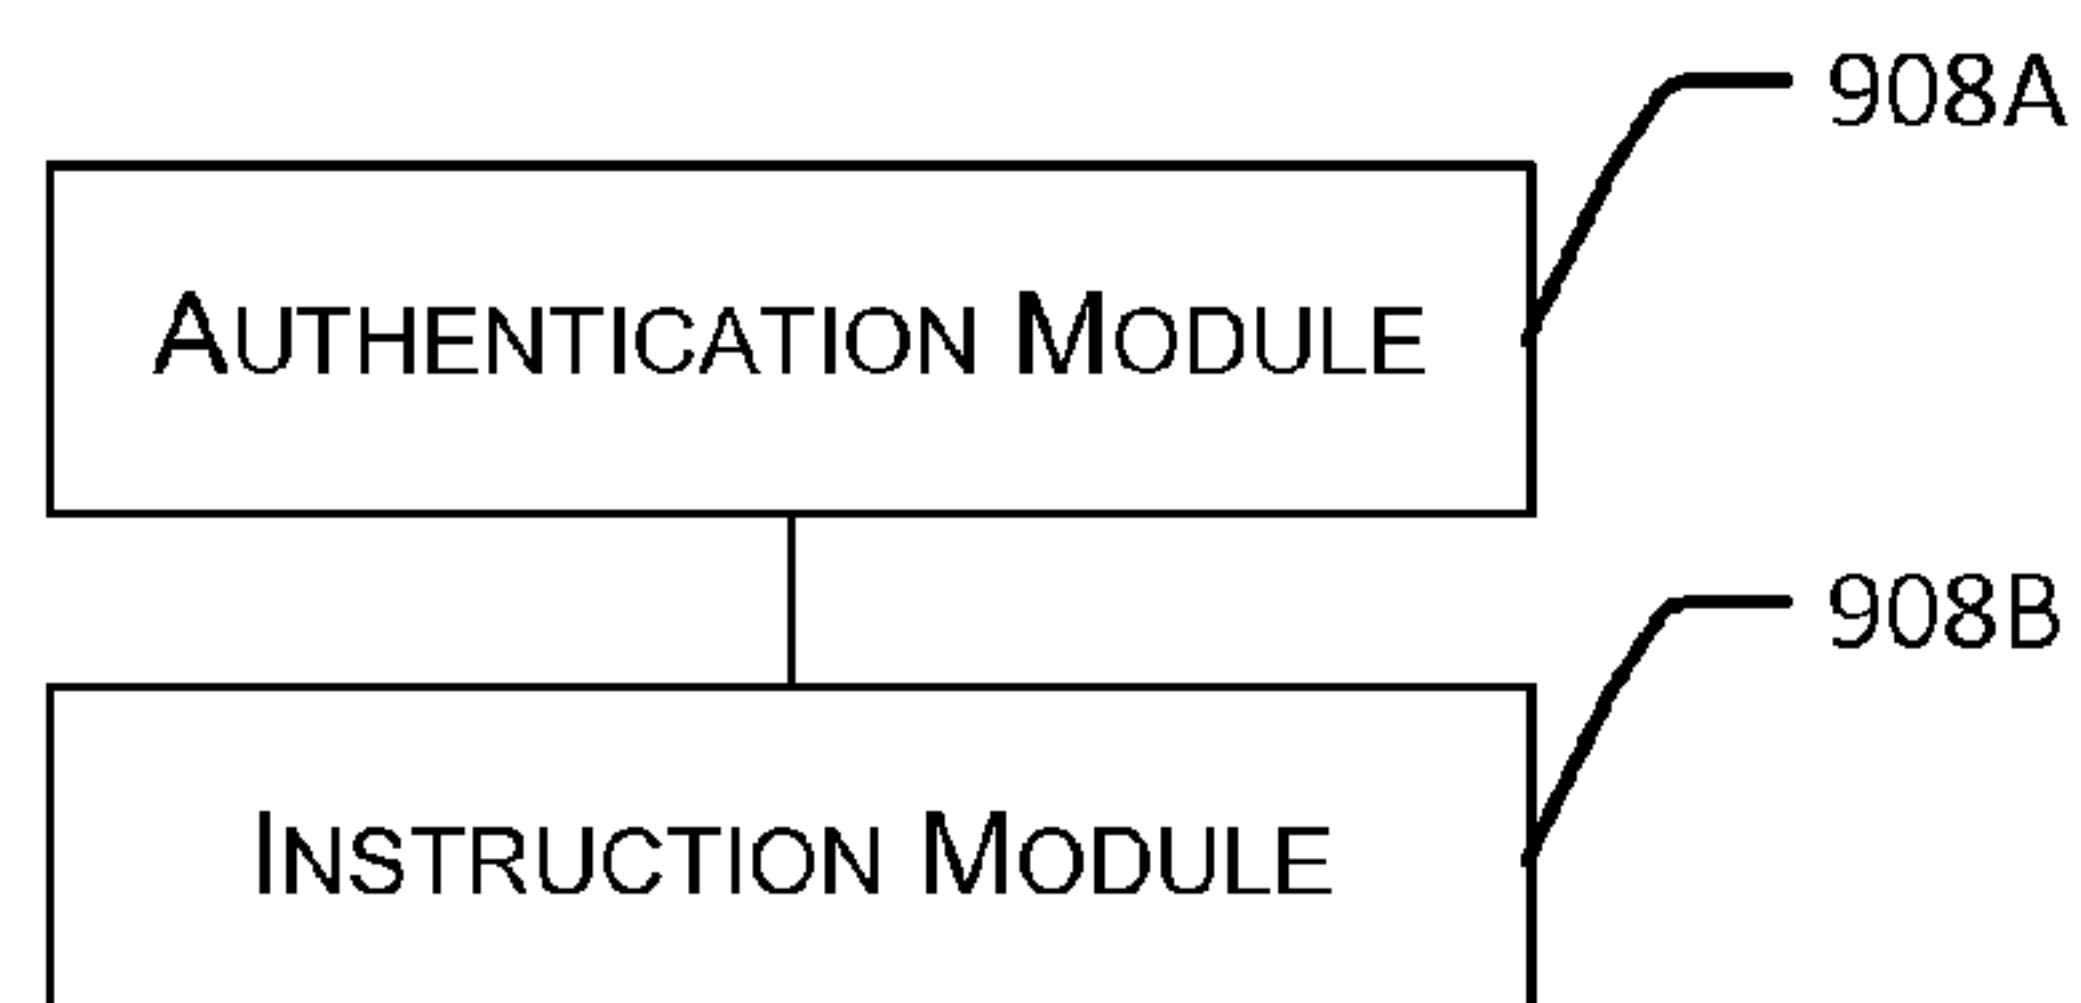 908A
AUTHENTICATION MODULE
908B
INSTRUCTION MODULE